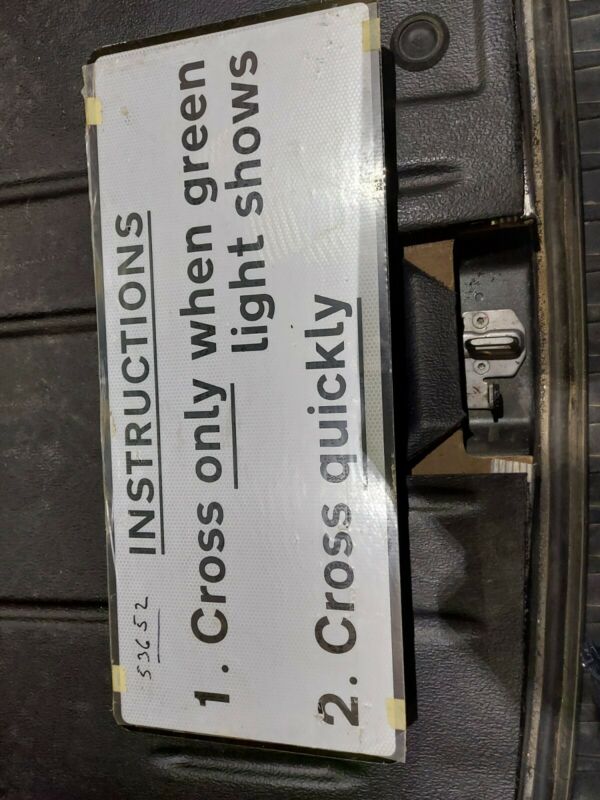 53652
INSTRUCTIONS
1. Cross only when green
light shows
2. Cross quickly